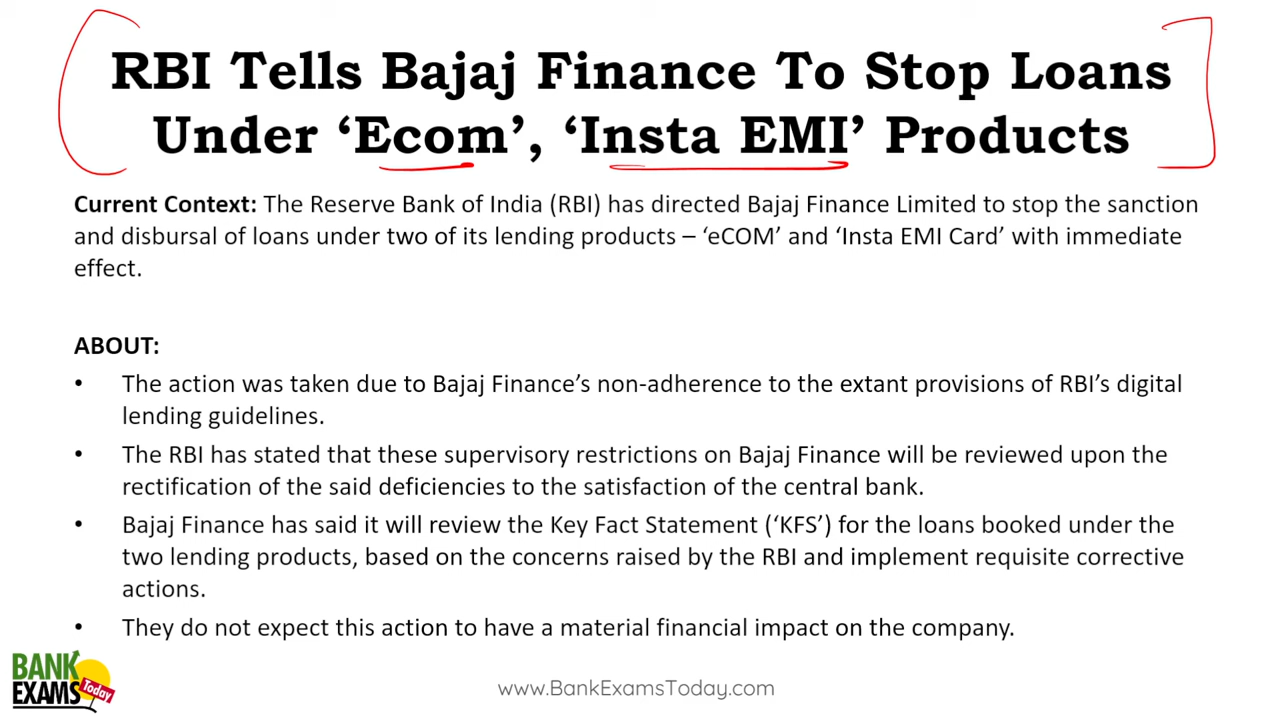 RBI Tells Bajaj Finance To Stop Loans
Under ‘Ecom’, ‘Insta EMI’ Products
Current Context: The Reserve Bank of India (RBI) has directed Bajaj Finance Limited to stop the sanction
and disbursal of loans under two of its lending products – ‘eCOM’ and ‘Insta EMI Card’ with immediate
effect.
ABOUT:
• The action was taken due to Bajaj Finance’s non-adherence to the extant provisions of RBI’s digital
lending guidelines.
• The RBI has stated that these supervisory restrictions on Bajaj Finance will be reviewed upon the
rectification of the said deficiencies to the satisfaction of the central bank.
• Bajaj Finance has said it will review the Key Fact Statement (‘KFS’) for the loans booked under the
two lending products, based on the concerns raised by the RBI and implement requisite corrective
actions.
• They do not expect this action to have a material financial impact on the company.
BANK
EXAMS
Today
www.BankExamsToday.com